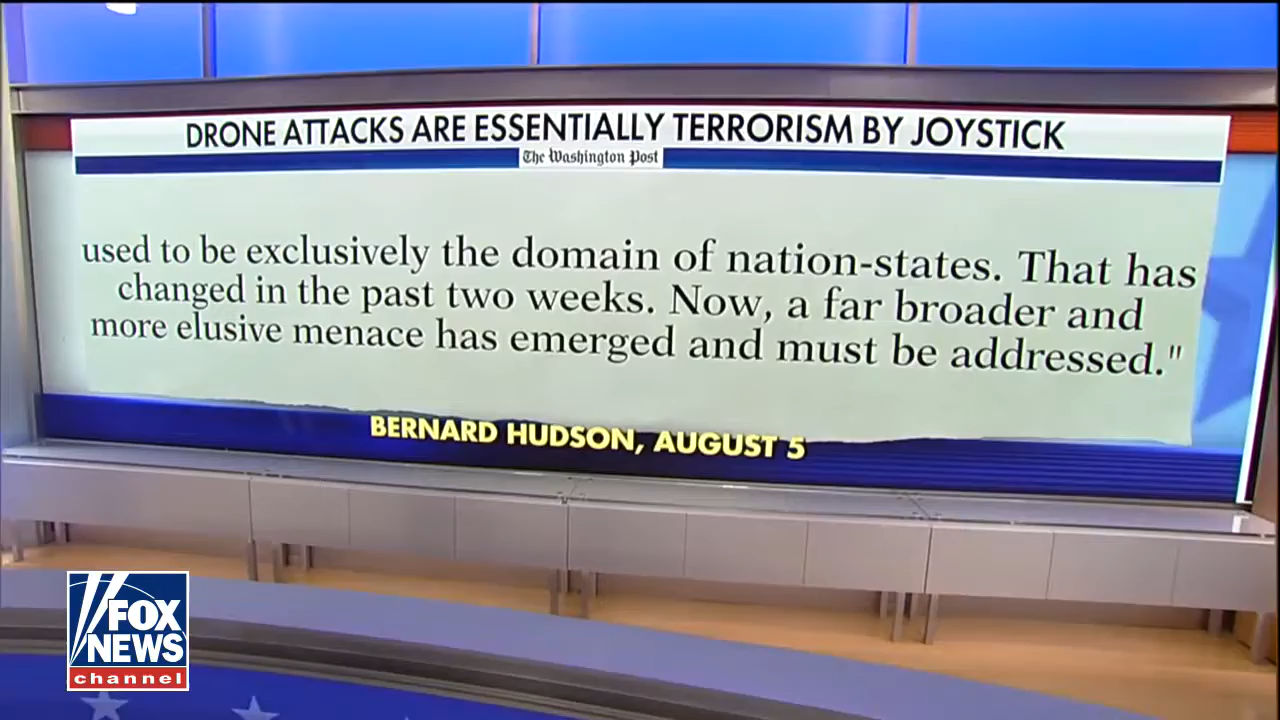 DRONE ATTACKS ARE ESSENTIALLY TERRORISM BY JOYSTICK
The Washington Post
used to be exclusively the domain of nation-states. That has
changed in the past two weeks. Now, a far broader and
more elusive menace has emerged and must be addressed."
BERNARD HUDSON, AUGUST 5
FOX
NEWS
channel